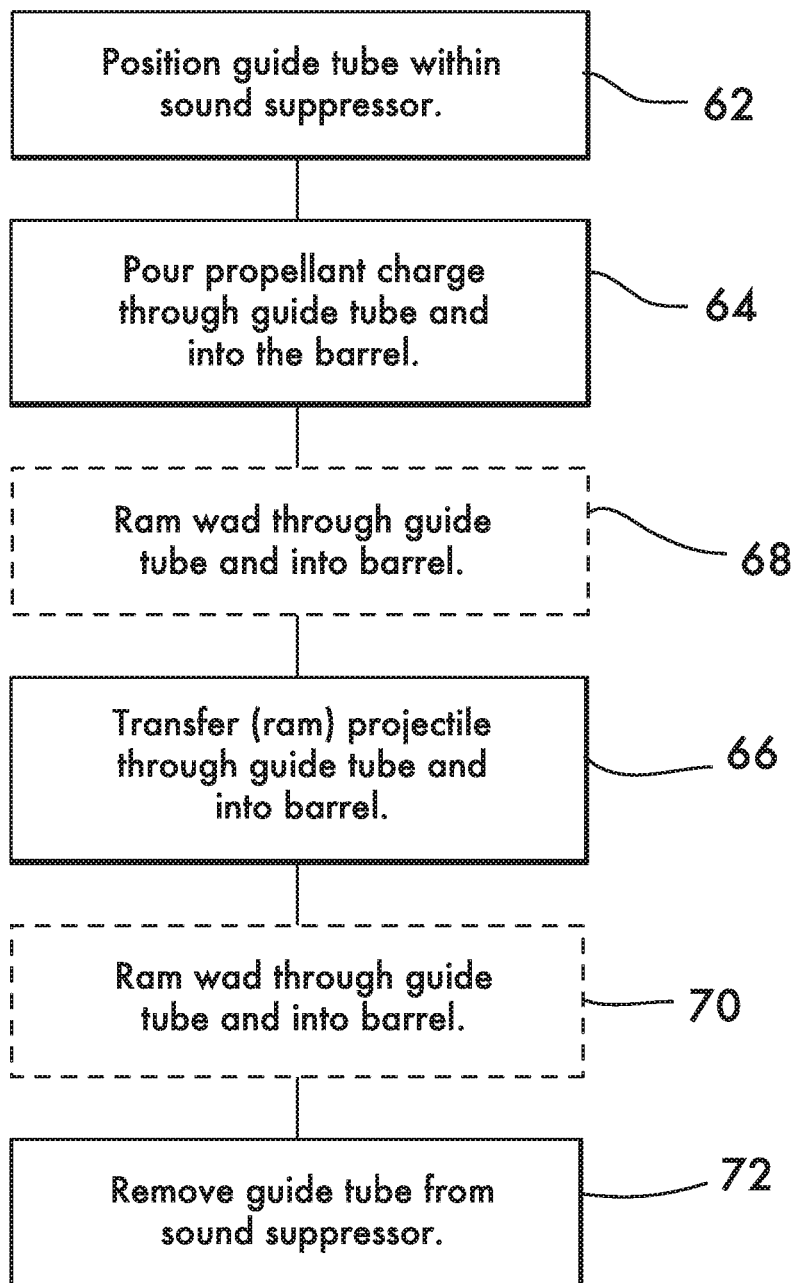 Position guide tube within
sound suppressor.
62
Pour propellant charge
through guide tube and
into the barrel.
64
Ram wad through guide
tube and into barrel.
68
Transfer (ram) projectile
through guide tube and
into barrel.
66
Ram wad through guide
tube and into barrel.
70
Remove guide tube from
sound suppressor.
72